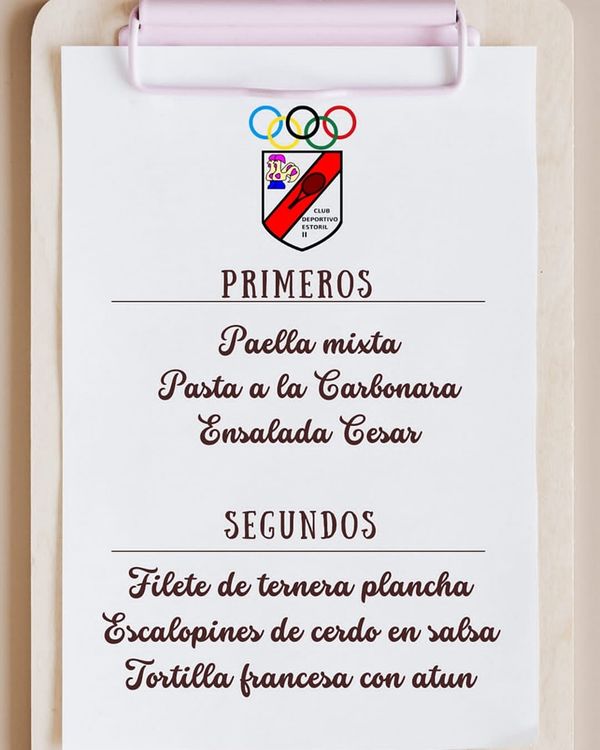 CLUB
DEPORTIVO
ESTORIL
II
PRIMEROS
Paella mixta
Pasta a la Carbonara
Ensalada Cesar
SEGUNDOS
Filete de ternera plancha
Escalopines de cerdo en salsa
Tortilla francesa con atun